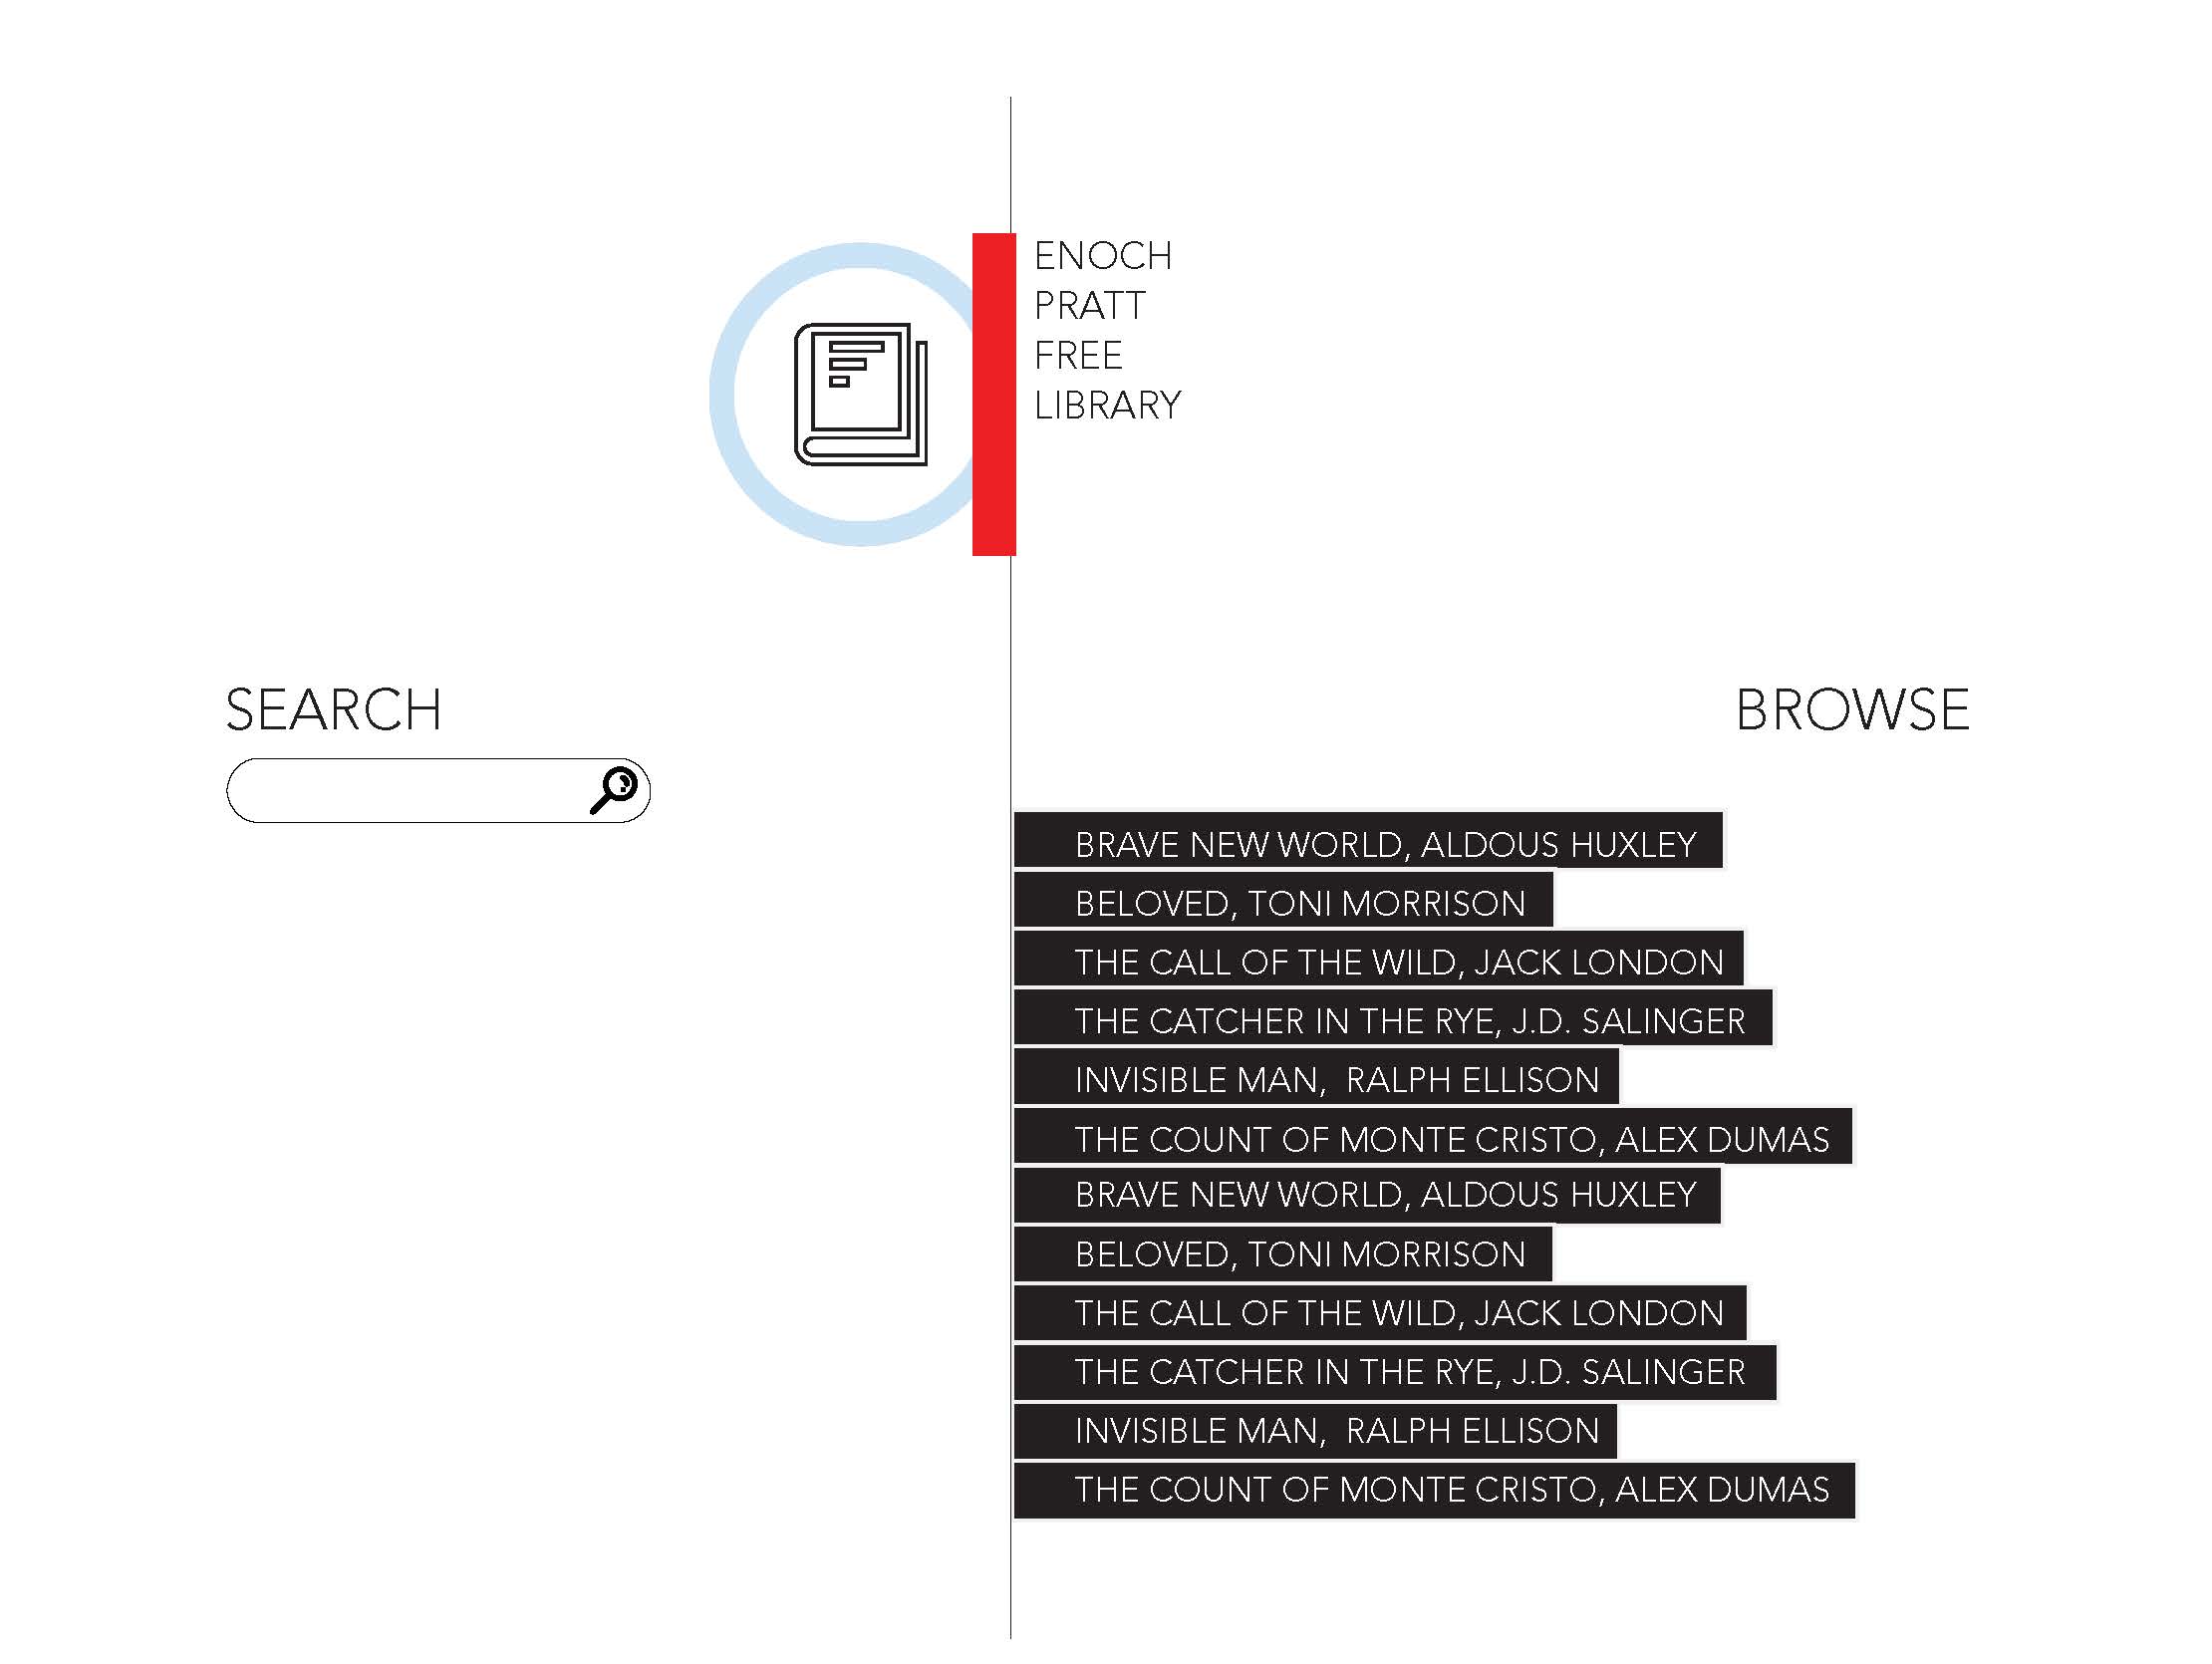 ENOCH
PRATT
FREE
LIBRARY
SEARCH
BROWSE
BRAVE NEW WORLD, ALDOUS HUXLEY
BELOVED, TONI MORRISON
THE CALL OF THE WILD, JACK LONDON
THE CATCHER IN THE RYE, J.D. SALINGER
INVISIBLE MAN,  RALPH ELLISON
THE COUNT OF MONTE CRISTO, ALEX DUMAS
BRAVE NEW WORLD, ALDOUS HUXLEY
BELOVED, TONI MORRISON
THE CALL OF THE WILD, JACK LONDON
THE CATCHER IN THE RYE, J.D. SALINGER
INVISIBLE MAN,  RALPH ELLISON
THE COUNT OF MONTE CRISTO, ALEX DUMAS